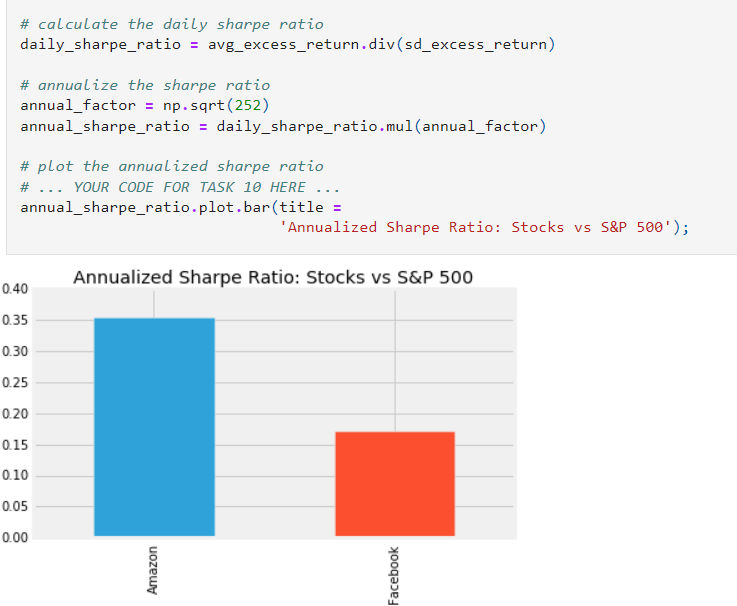 # calculate the daily sharpe ratio
daily_sharpe_ratio = avg_excess_return.div(sd_excess_return)
# annualize the sharpe ratio
annual_factor = np.sqrt(252)
annual_sharpe_ratio = daily_sharpe_ratio.mul(annual_factor)
# plot the annualized sharpe ratio
# ... YOUR CODE FOR TASK 10 HERE ...
annual_sharpe_ratio.plot.bar(title =
'Annualized Sharpe Ratio: Stocks vs S&P 500');
Annualized Sharpe Ratio: Stocks vs S&P 500
0.40
0.35
0.30
0.25
0.20
0.15
0.10
0.05
0.00
Amazon
Facebook